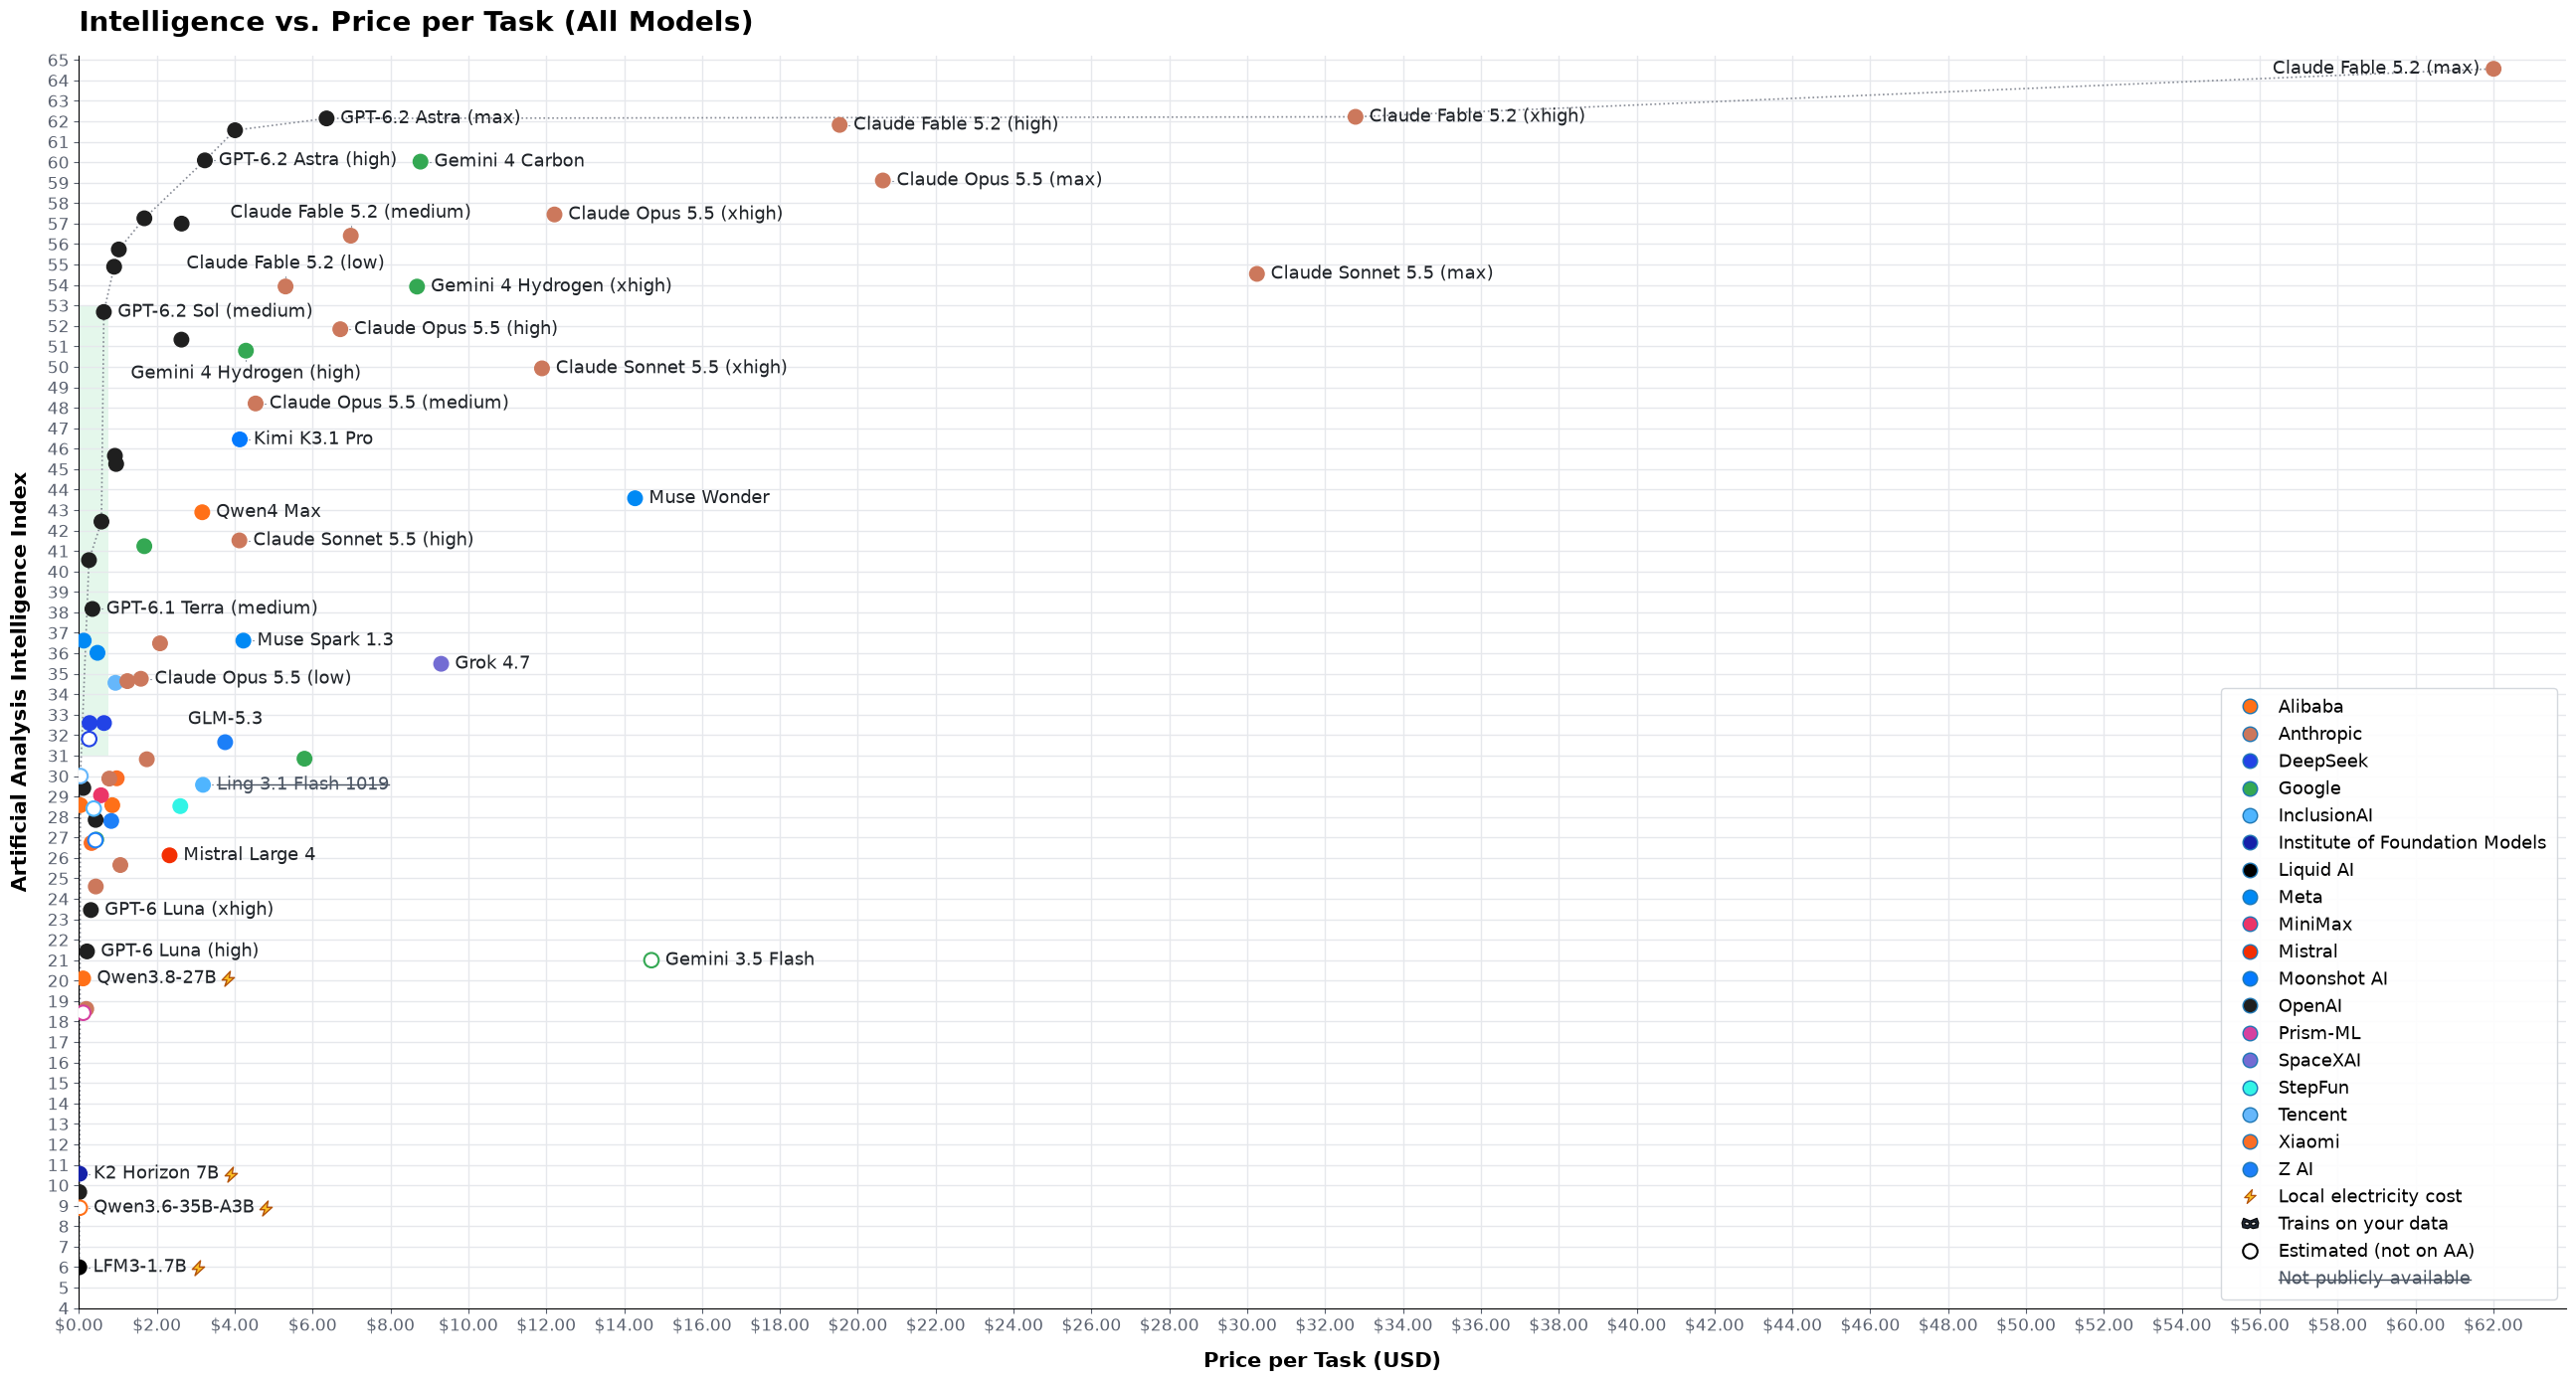 Intelligence vs. Price per Task (All Models)
Artificial Analysis Intelligence Index
65
64
63
62
61
60
59
58
57
56
55
54
53
52
51
50
49
48
47
46
45
44
43
42
41
40
39
38
37
36
35
34
33
32
31
30
29
28
27
26
25
24
23
22
21
20
19
18
17
16
15
14
13
12
11
10
9
8
7
6
5
4
Claude Fable 5.2 (max)
GPT-6.2 Astra (max)
Claude Fable 5.2 (xhigh)
Claude Fable 5.2 (high)
GPT-6.2 Astra (high)
Gemini 4 Carbon
Claude Opus 5.5 (max)
Claude Fable 5.2 (medium)
Claude Opus 5.5 (xhigh)
Claude Fable 5.2 (low)
Claude Sonnet 5.5 (max)
Gemini 4 Hydrogen (xhigh)
GPT-6.2 Sol (medium)
Claude Opus 5.5 (high)
Gemini 4 Hydrogen (high)
Claude Sonnet 5.5 (xhigh)
Claude Opus 5.5 (medium)
Kimi K3.1 Pro
Muse Wonder
Qwen4 Max
Claude Sonnet 5.5 (high)
GPT-6.1 Terra (medium)
Muse Spark 1.3
Grok 4.7
Claude Opus 5.5 (low)
GLM-5.3
Ling 3.1 Flash 1019
Mistral Large 4
GPT-6 Luna (xhigh)
GPT-6 Luna (high)
Gemini 3.5 Flash
Qwen3.8-27B
K2 Horizon 7B
Qwen3.6-35B-A3B
LFM3-1.7B
Alibaba
Anthropic
DeepSeek
Google
InclusionAI
Institute of Foundation Models
Liquid AI
Meta
MiniMax
Mistral
Moonshot AI
OpenAI
Prism-ML
SpaceXAI
StepFun
Tencent
Xiaomi
Z AI
Local electricity cost
Trains on your data
Estimated (not on AA)
Not publicly available
$0.00 $2.00 $4.00 $6.00 $8.00 $10.00 $12.00 $14.00 $16.00 $18.00 $20.00 $22.00 $24.00 $26.00 $28.00 $30.00 $32.00 $34.00 $36.00 $38.00 $40.00 $42.00 $44.00 $46.00 $48.00 $50.00 $52.00 $54.00 $56.00 $58.00 $60.00 $62.00
Price per Task (USD)